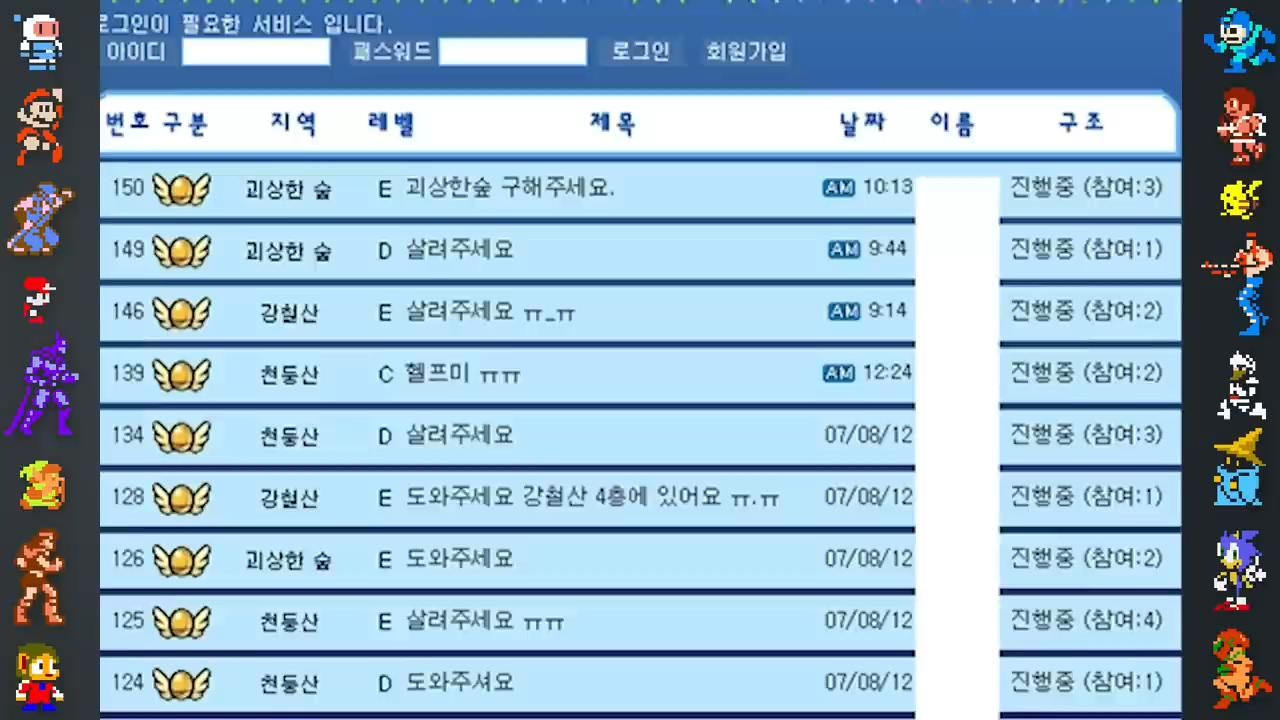 로그인이 필요한 서비스 입니다.
아이디 패스워드 로그인 회원가입
번호 구분 지역 레벨 제목 날짜 이름 구조
150 괴상한 숲 E 괴상한숲 구해주세요. AM 10:13 진행중 (참여:3)
149 괴상한 숲 D 살려주세요 AM 9:44 진행중 (참여:1)
146 강철산 E 살려주세요 ㅠ_ㅠ AM 9:14 진행중 (참여:2)
139 천둥산 C 헬프미 ㅠㅠ AM 12:24 진행중 (참여:2)
134 천둥산 D 살려주세요 07/08/12 진행중 (참여:3)
128 강철산 E 도와주세요 강철산 4층에 있어요 ㅠ.ㅠ 07/08/12 진행중 (참여:1)
126 괴상한 숲 E 도와주세요 07/08/12 진행중 (참여:2)
125 천둥산 E 살려주세요 ㅠㅠ 07/08/12 진행중 (참여:4)
124 천둥산 D 도와주셔요 07/08/12 진행중 (참여:1)